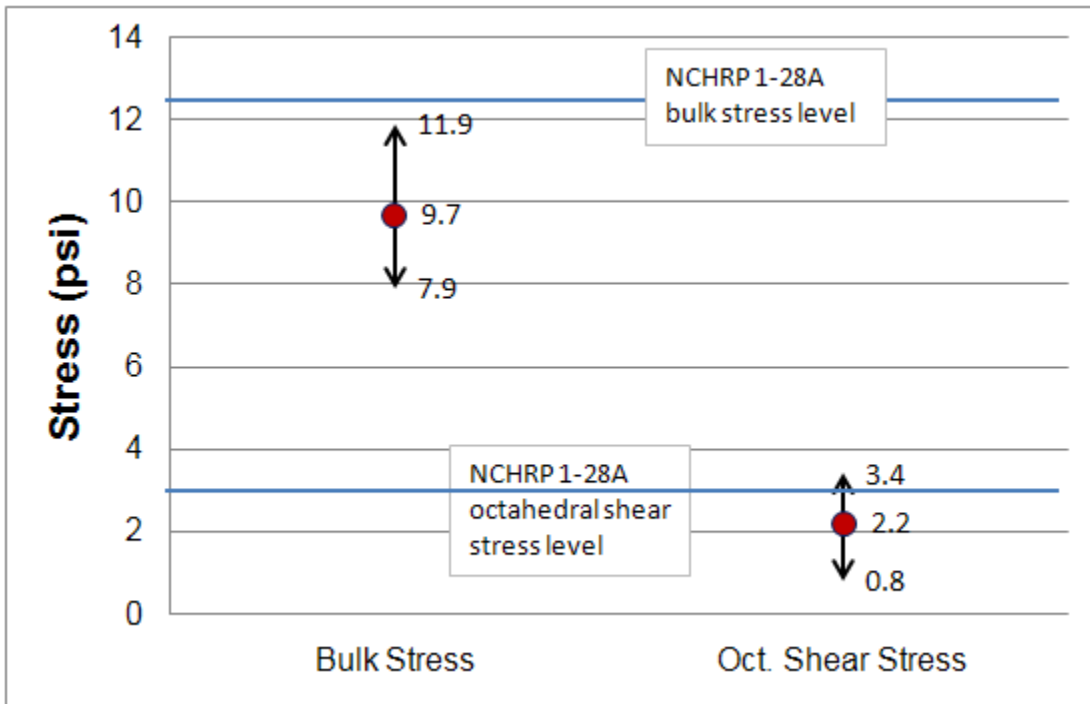 14
12
10
8
6
4
2
0
Stress (psi)
NCHRP 1-28A
bulk stress level
11.9
9.7
7.9
NCHRP 1-28A
octahedral shear
stress level
3.4
2.2
0.8
Bulk Stress
Oct. Shear Stress